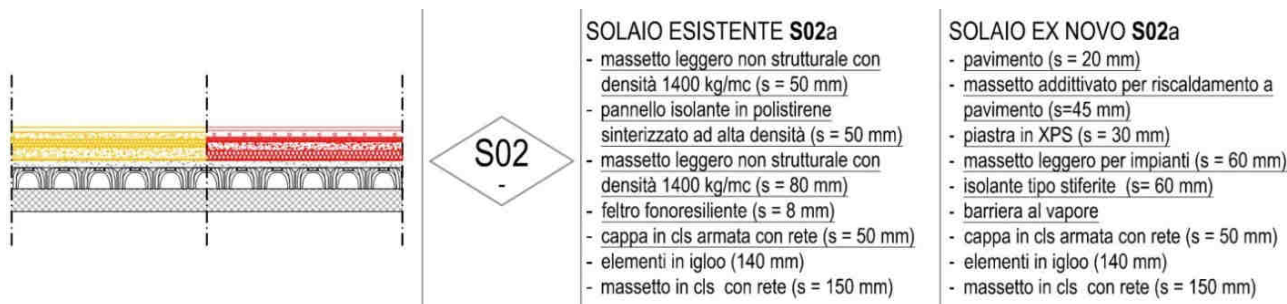 S02
-
SOLAIO ESISTENTE S02a
- massetto leggero non strutturale con
densità 1400 kg/mc (s = 50 mm)
- pannello isolante in polistirene
sinterizzato ad alta densità (s = 50 mm)
- massetto leggero non strutturale con
densità 1400 kg/mc (s = 80 mm)
- feltro fonoresiliente (s = 8 mm)
- cappa in cls armata con rete (s = 50 mm)
- elementi in igloo (140 mm)
- massetto in cls con rete (s = 150 mm)
SOLAIO EX NOVO S02a
- pavimento (s = 20 mm)
- massetto addittivato per riscaldamento a
pavimento (s=45 mm)
- piastra in XPS (s = 30 mm)
- massetto leggero per impianti (s = 60 mm)
- isolante tipo stiferite (s= 60 mm)
- barriera al vapore
- cappa in cls armata con rete (s = 50 mm)
- elementi in igloo (140 mm)
- massetto in cls con rete (s = 150 mm)